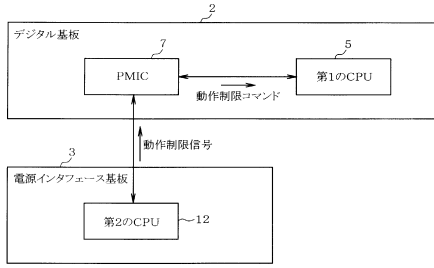 2
デジタル基板
7
5
PMIC
第1のCPU
動作制限コマンド
動作制限信号
3
電源インタフェース基板
第2のCPU
12